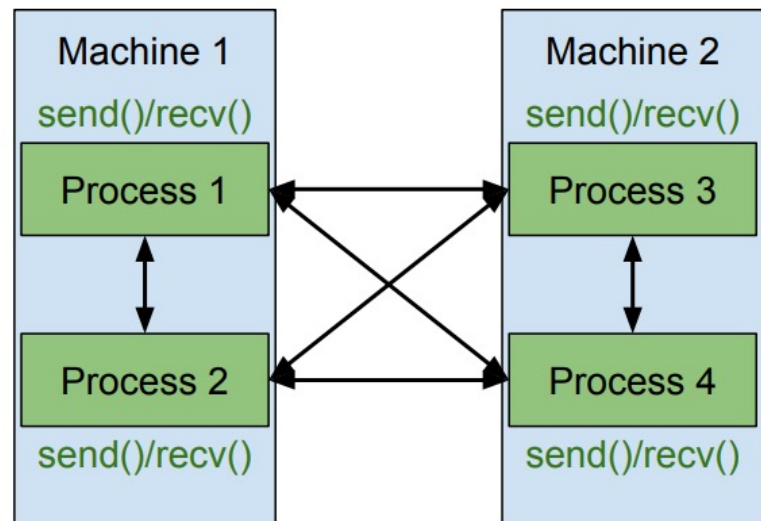 Machine 1
send()/recv()
Process 1
Process 2
send()/recv()
Machine 2
send()/recv()
Process 3
Process 4
send()/recv()